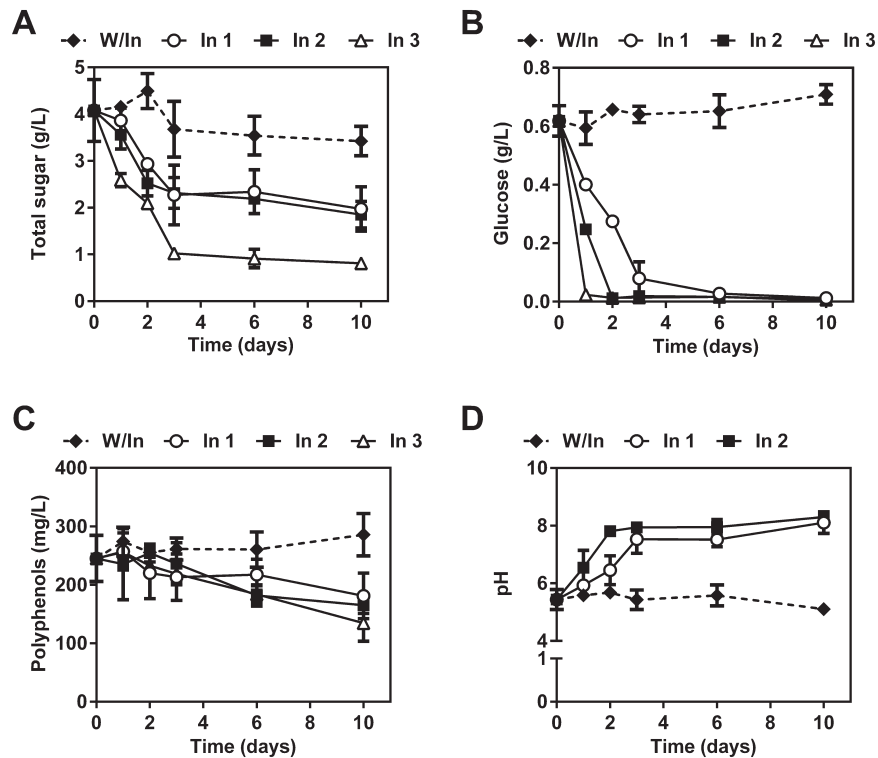 A
W/In In 1 In 2 In 3
5
4
3
2
1
0
Total sugar (g/L)
0 2 4 6 8 10
Time (days)
B
W/In In 1 In 2 In 3
0.8
0.6
0.4
0.2
0.0
Glucose (g/L)
0 2 4 6 8 10
Time (days)
C
W/In In 1 In 2 In 3
400
300
200
100
0
Polyphenols (mg/L)
0 2 4 6 8 10
Time (days)
D
W/In In 1 In 2
10
8
6
4
1
0
pH
0 2 4 6 8 10
Time (days)